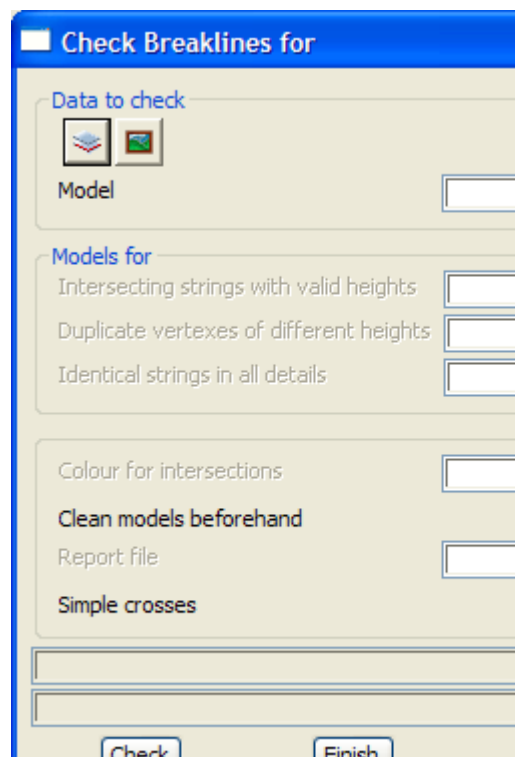 Check Breaklines for
Data to check
Model
Models for
Intersecting strings with valid heights
Duplicate vertexes of different heights
Identical strings in all details
Colour for intersections
Clean models beforehand
Report file
Simple crosses
Check Finish